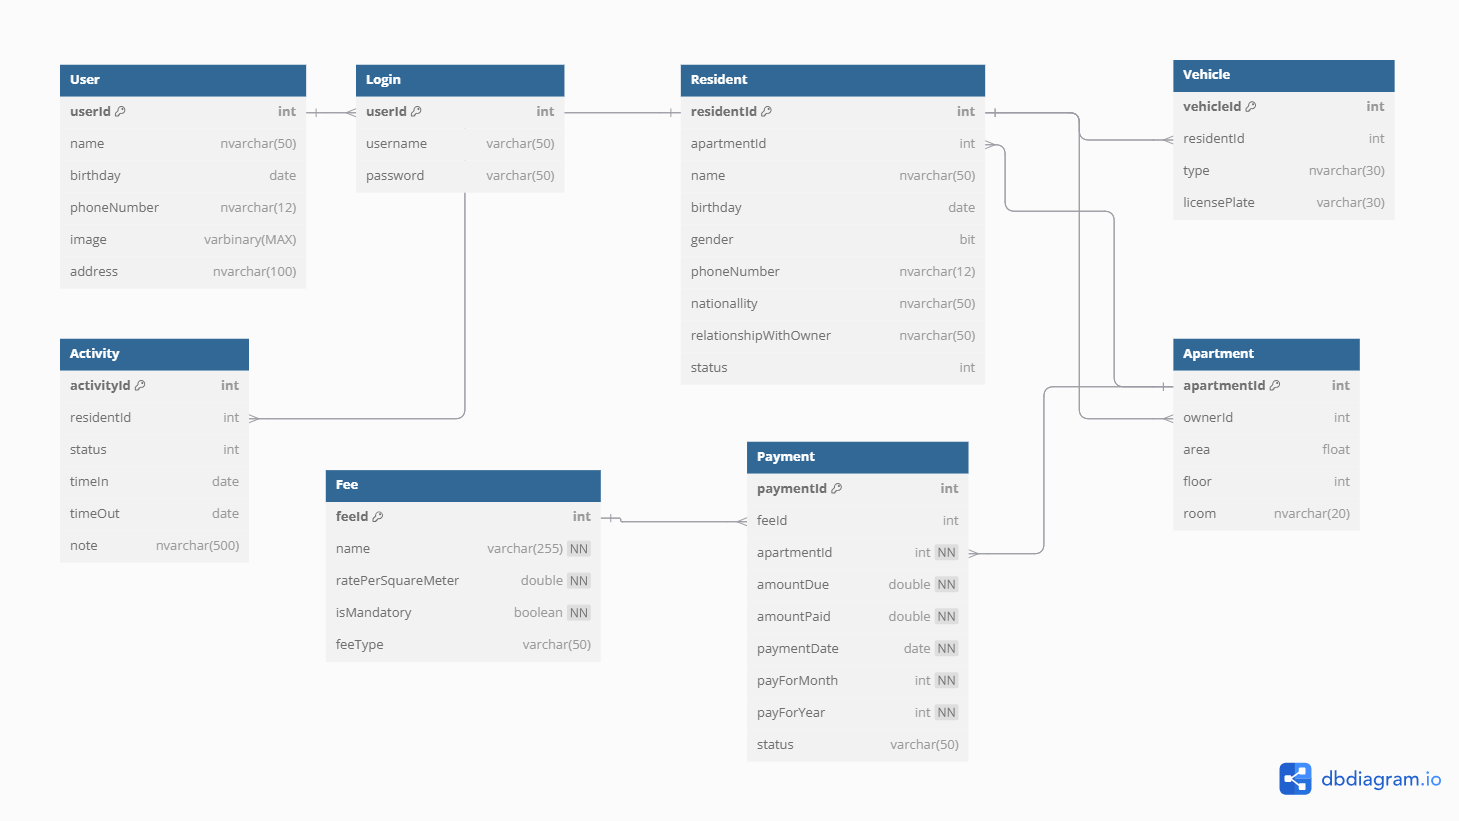 User
userId int
name nvarchar(50)
birthday date
phoneNumber nvarchar(12)
image varbinary(MAX)
address nvarchar(100)
Login
userId int
username varchar(50)
password varchar(50)
Resident
residentId int
apartmentId int
name nvarchar(50)
birthday date
gender bit
phoneNumber nvarchar(12)
nationallity nvarchar(50)
relationshipWithOwner nvarchar(50)
status int
Vehicle
vehicleId int
residentId int
type nvarchar(30)
licensePlate varchar(30)
Activity
activityId int
residentId int
status int
timeIn date
timeOut date
note nvarchar(500)
Fee
feeId int
name varchar(255) NN
ratePerSquareMeter double NN
isMandatory boolean NN
feeType varchar(50)
Payment
paymentId int
feeId int
apartmentId int NN
amountDue double NN
amountPaid double NN
paymentDate date NN
payForMonth int NN
payForYear int NN
status varchar(50)
Apartment
apartmentId int
ownerId int
area float
floor int
room nvarchar(20)
dbdiagram.io